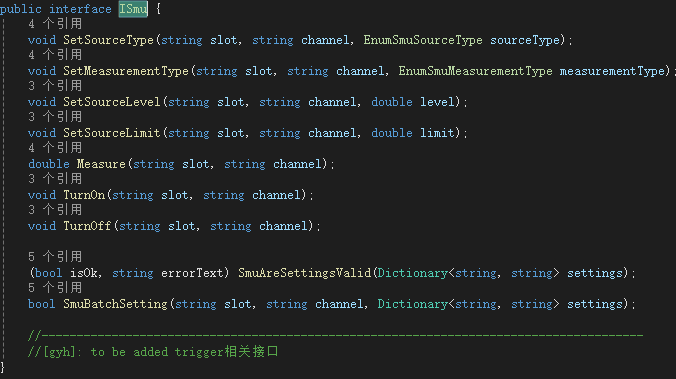 public interface ISmu {
4 个引用
void SetSourceType(string slot, string channel, EnumSmuSourceType sourceType);
4 个引用
void SetMeasurementType(string slot, string channel, EnumSmuMeasurementType measurementType);
3 个引用
void SetSourceLevel(string slot, string channel, double level);
3 个引用
void SetSourceLimit(string slot, string channel, double limit);
4 个引用
double Measure(string slot, string channel);
3 个引用
void TurnOn(string slot, string channel);
3 个引用
void TurnOff(string slot, string channel);
5 个引用
(bool isOk, string errorText) SmuAreSettingsValid(Dictionary<string, string> settings);
5 个引用
bool SmuBatchSetting(string slot, string channel, Dictionary<string, string> settings);
//--------------------------------------------------------------------------------------
//[gyh]: to be added trigger相关接口
}